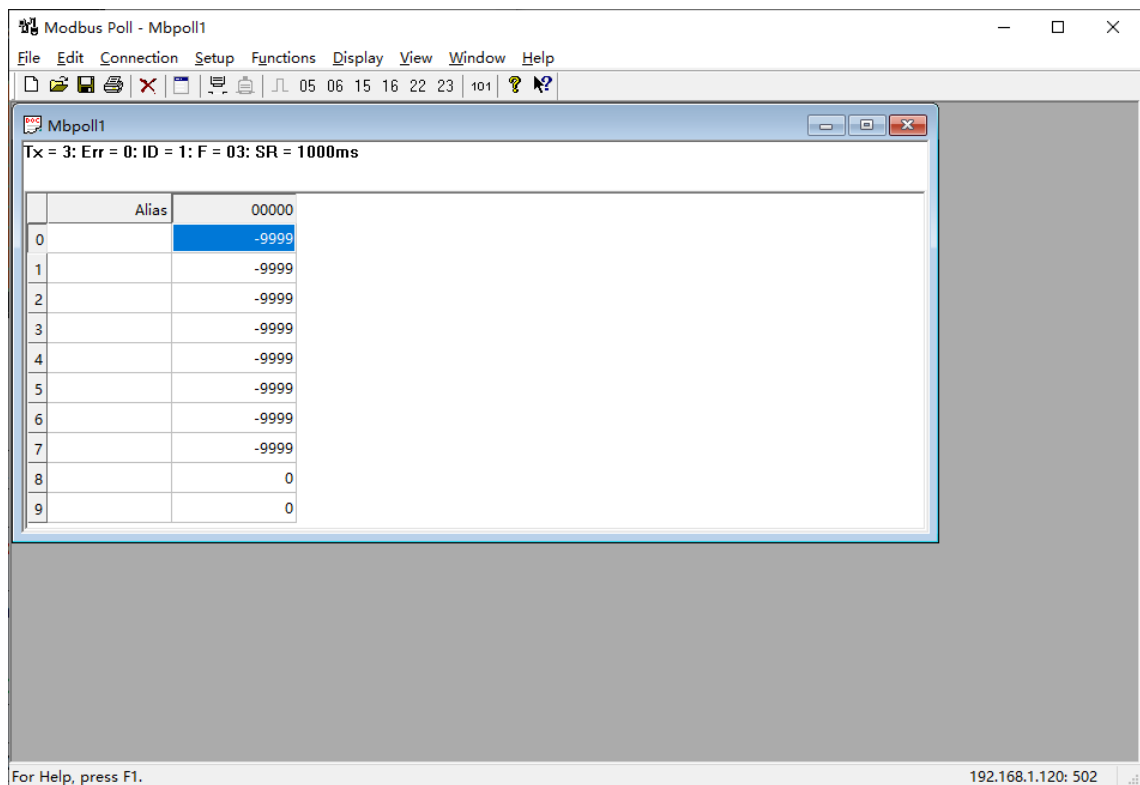 Modbus Poll - Mbpoll1
File Edit Connection Setup Functions Display View Window Help
05 06 15 16 22 23 101
Mbpoll1
Tx = 3: Err = 0: ID = 1: F = 03: SR = 1000ms
Alias 00000
0 -9999
1 -9999
2 -9999
3 -9999
4 -9999
5 -9999
6 -9999
7 -9999
8 0
9 0
For Help, press F1. 192.168.1.120: 502